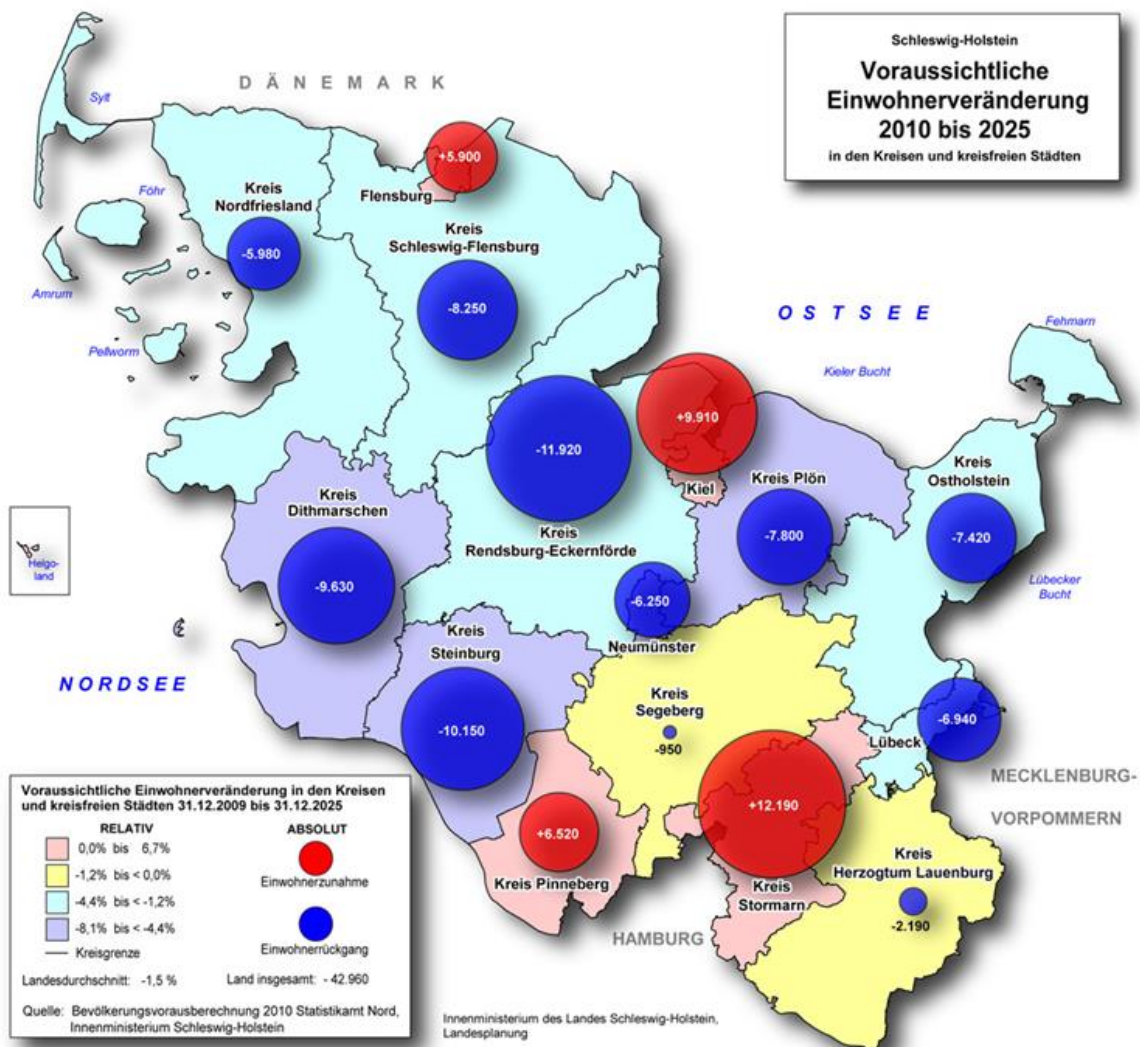 Schleswig-Holstein
Voraussichtliche
Einwohnerveränderung
2010 bis 2025
in den Kreisen und kreisfreien Städten
DÄNEMARK
Sylt
Föhr
Amrum
Pellworm
Kreis
Nordfriesland
-5.980
+5.900
Flensburg
Kreis
Schleswig-Flensburg
-8.250
OSTSEE
Kieler Bucht
Fehmarn
-11.920
Kreis
Rendsburg-Eckernförde
+9.910
Kiel
Kreis Plön
-7.800
Kreis
Ostholstein
-7.420
Lübecker
Bucht
Kreis
Dithmarschen
-9.630
Helgo-
land
NORDSEE
-6.250
Neumünster
Kreis
Steinburg
-10.150
Kreis
Segeberg
-950
-6.940
Lübeck
MECKLENBURG-
VORPOMMERN
+6.520
Kreis Pinneberg
+12.190
Kreis
Stormarn
Kreis
Herzogtum Lauenburg
-2.190
HAMBURG
Voraussichtliche Einwohnerveränderung in den Kreisen
und kreisfreien Städten 31.12.2009 bis 31.12.2025
RELATIV
0,0% bis 6,7%
-1,2% bis < 0,0%
-4,4% bis < -1,2%
-8,1% bis < -4,4%
Kreisgrenze
ABSOLUT
Einwohnerzunahme
Einwohnerrückgang
Landesdurchschnitt: -1,5 %
Land insgesamt: - 42.960
Quelle: Bevölkerungsvorausberechnung 2010 Statistikamt Nord,
Innenministerium Schleswig-Holstein
Innenministerium des Landes Schleswig-Holstein,
Landesplanung